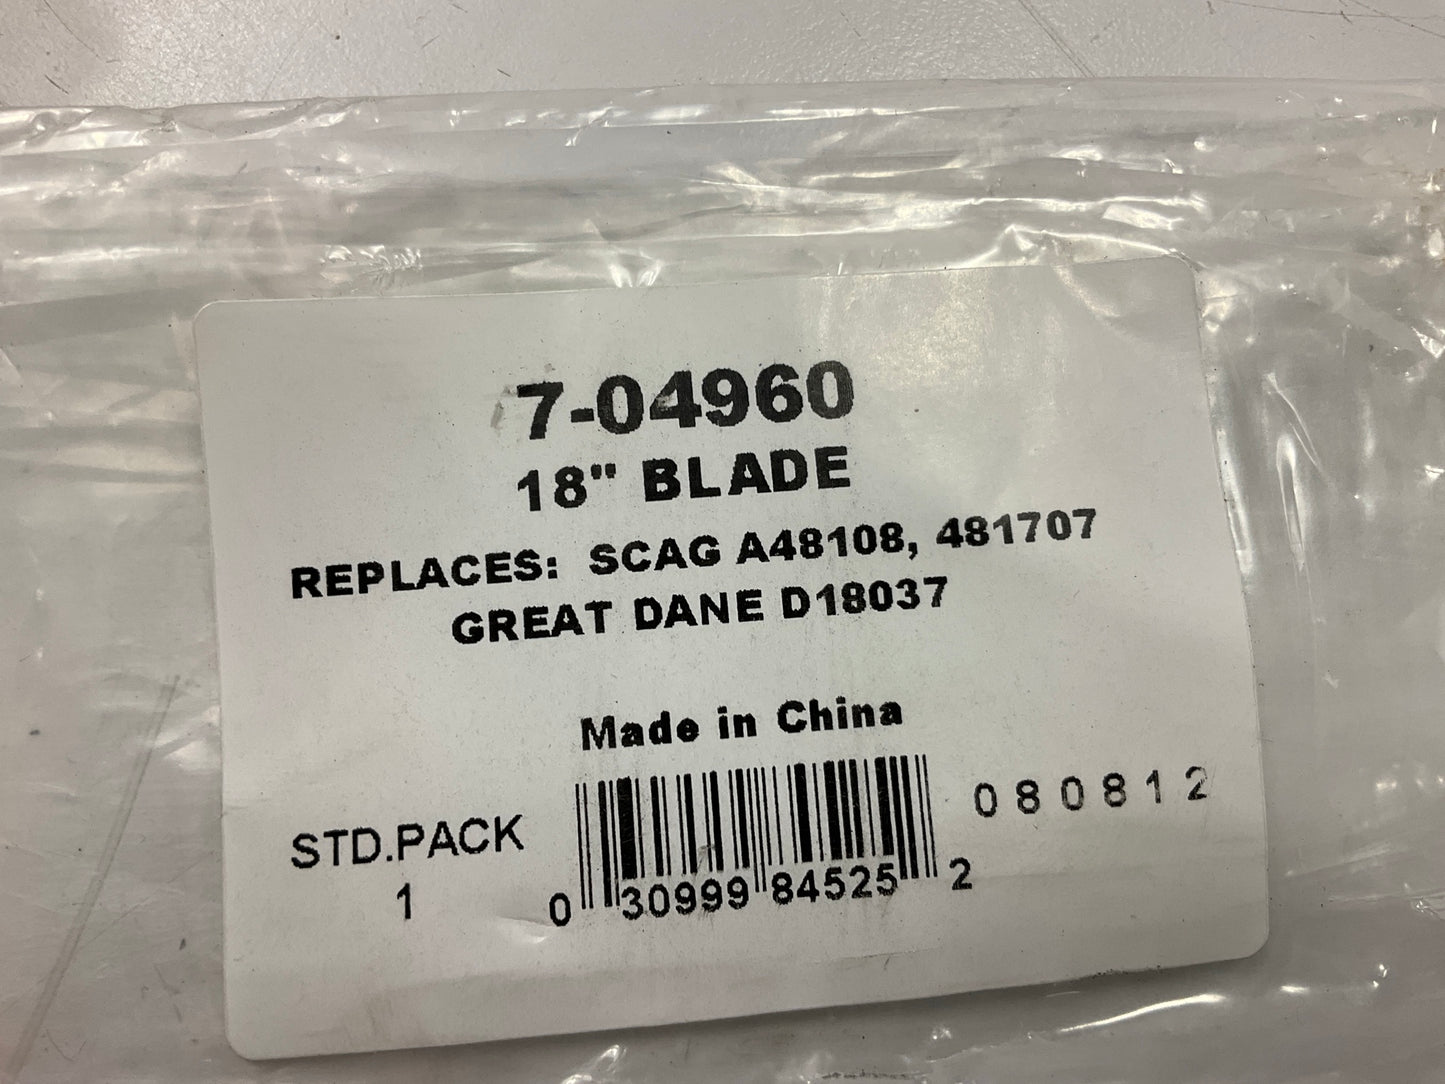 7-04960
18" BLADE
REPLACES: SCAG A48108, 481707
GREAT DANE D18037
Made in China
STD.PACK
1
080812
0 30999 84525 2